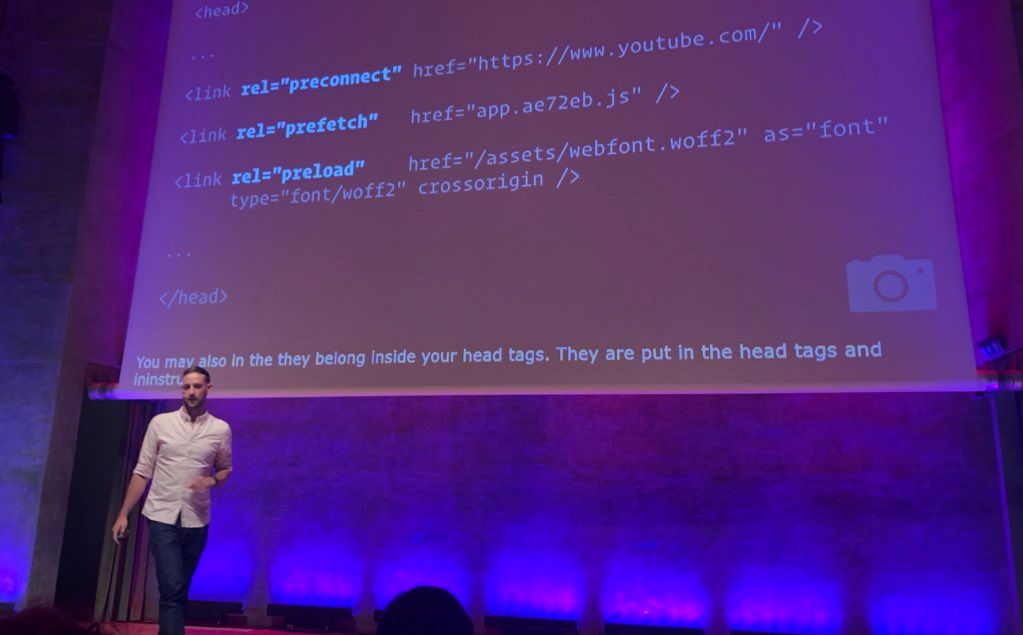 <head>
...
<link rel="preconnect" href="https://www.youtube.com/" />
<link rel="prefetch" href="app.ae72eb.js" />
<link rel="preload" href="/assets/webfont.woff2" as="font"
type="font/woff2" crossorigin />
...
</head>
You may also in the they belong inside your head tags. They are put in the head tags and